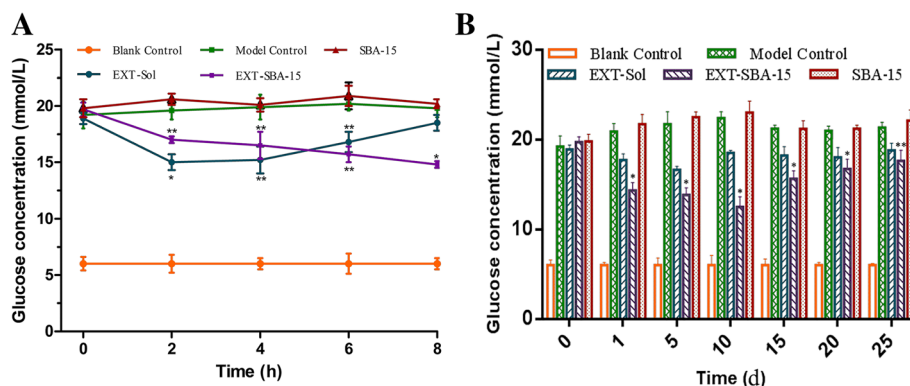 A
Blank Control Model Control SBA-15
EXT-Sol EXT-SBA-15
Glucose concentration (mmol/L)
25
20
15
10
5
0
** ** **
* ** ** *
0 2 4 6 8
Time (h)
B
Blank Control Model Control
EXT-Sol EXT-SBA-15 SBA-15
Glucose concentration (mmol/L)
30
20
10
0
* * * * * **
0 1 5 10 15 20 25
Time (d)